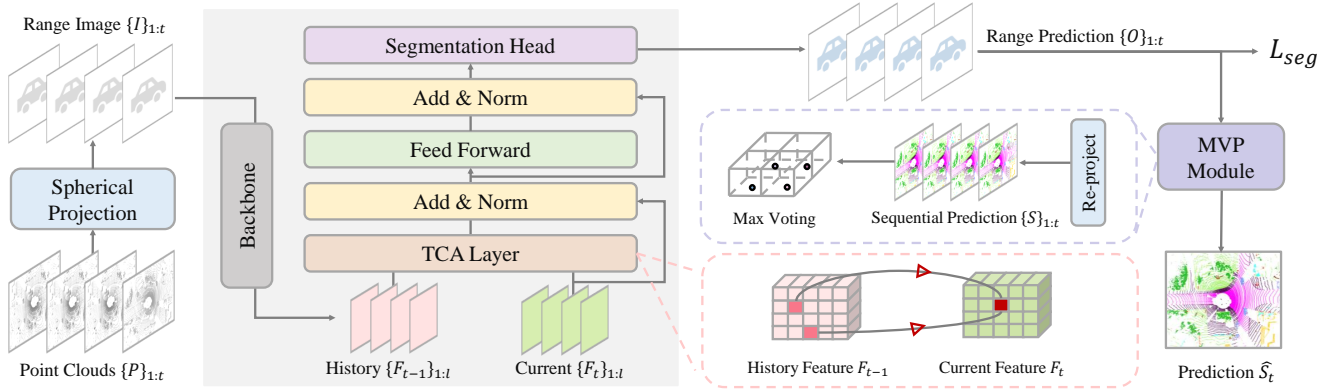 Range Image {I}₁:ₜ
Spherical
Projection
Point Clouds {P}₁:ₜ
Backbone
Segmentation Head
Add & Norm
Feed Forward
Add & Norm
TCA Layer
History {Fₜ₋₁}₁:ₗ
Current {Fₜ}₁:ₗ
Range Prediction {O}₁:ₜ
L_seg
MVP
Module
Re-project
Max Voting
Sequential Prediction {S}₁:ₜ
History Feature Fₜ₋₁
Current Feature Fₜ
Prediction Ŝₜ